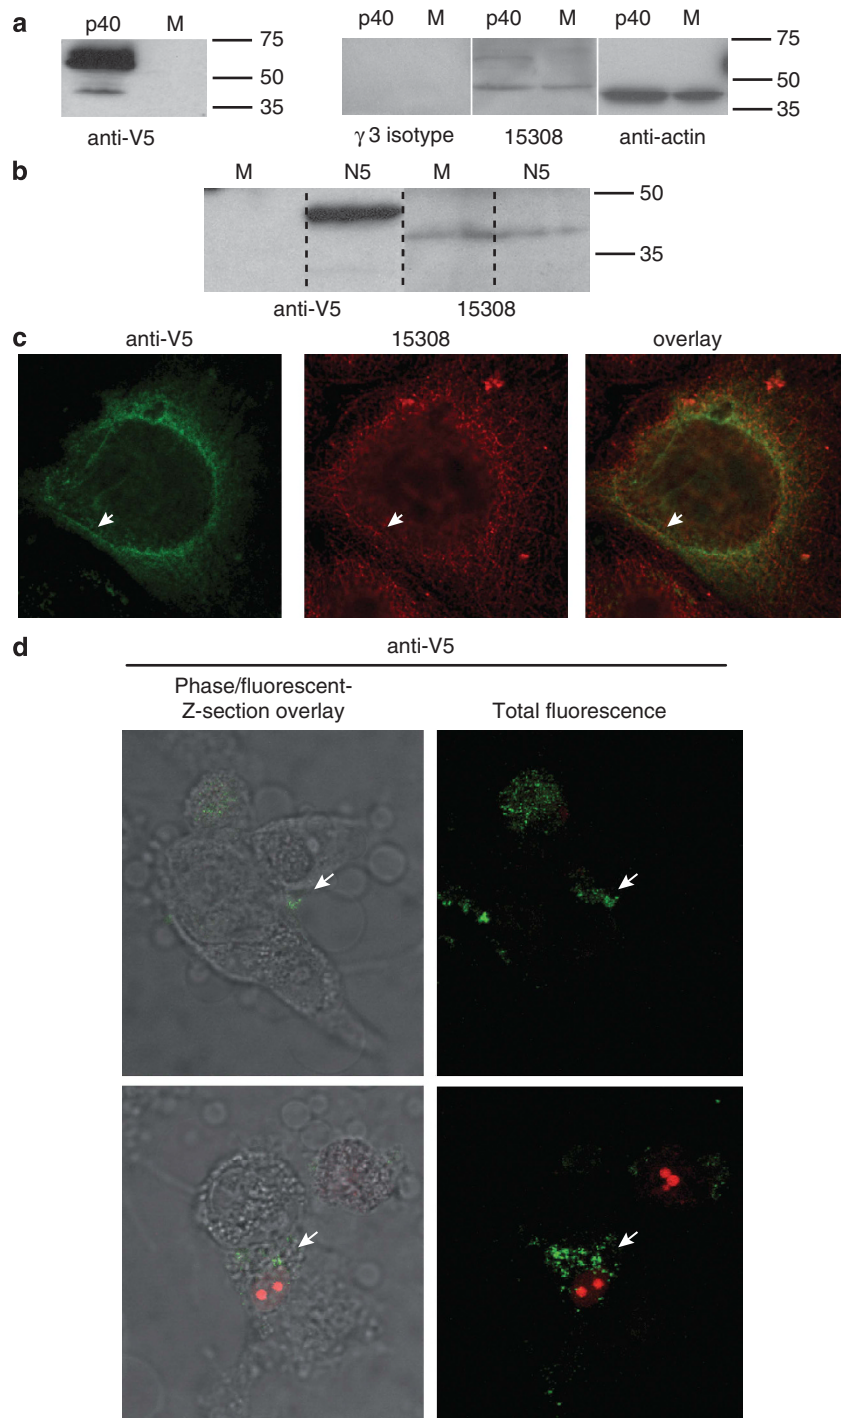 a
p40 M
75
50
35
anti-V5
p40 M p40 M p40 M
75
50
35
γ3 isotype 15308 anti-actin
b
M N5 M N5
50
35
anti-V5 15308
c
anti-V5 15308 overlay
d
anti-V5
Phase/fluorescent-
Z-section overlay
Total fluorescence